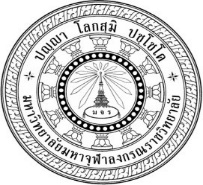 ปญฺญา โลกสฺมิ ปชฺโชโต
มจร
มหาวิทยาลัยมหาจุฬาลงกรณราชวิทยาลัย